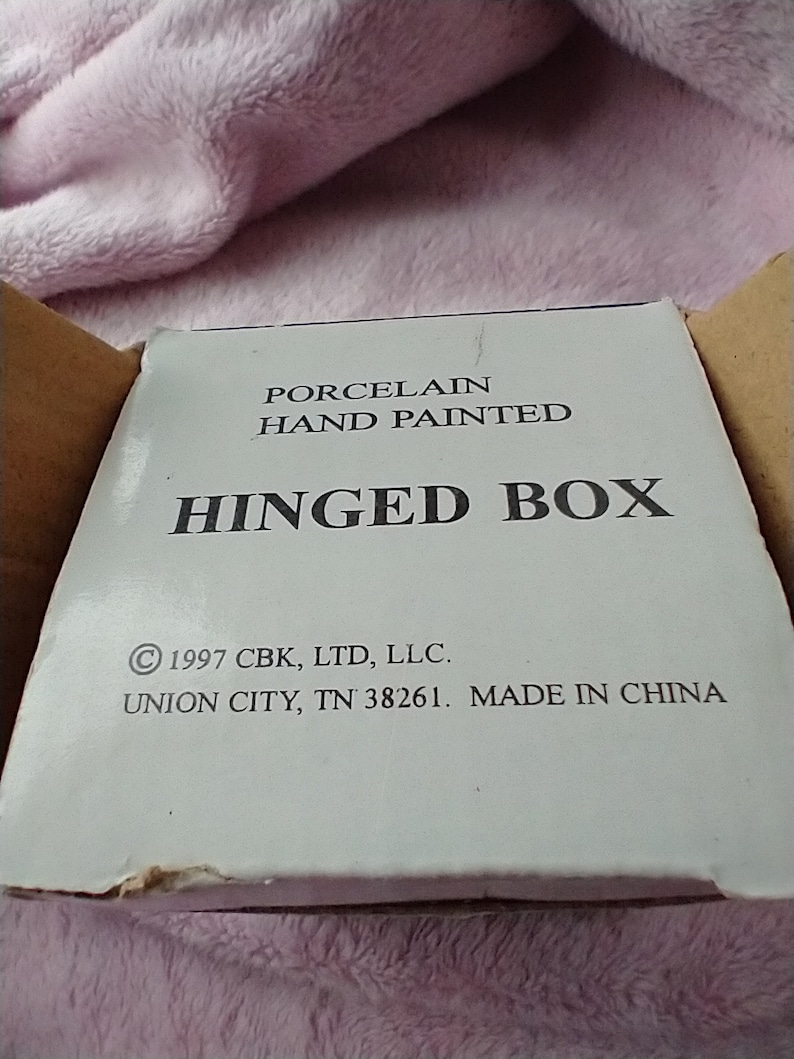 PORCELAIN
HAND PAINTED
HINGED BOX
© 1997 CBK, LTD, LLC.
UNION CITY, TN 38261. MADE IN CHINA